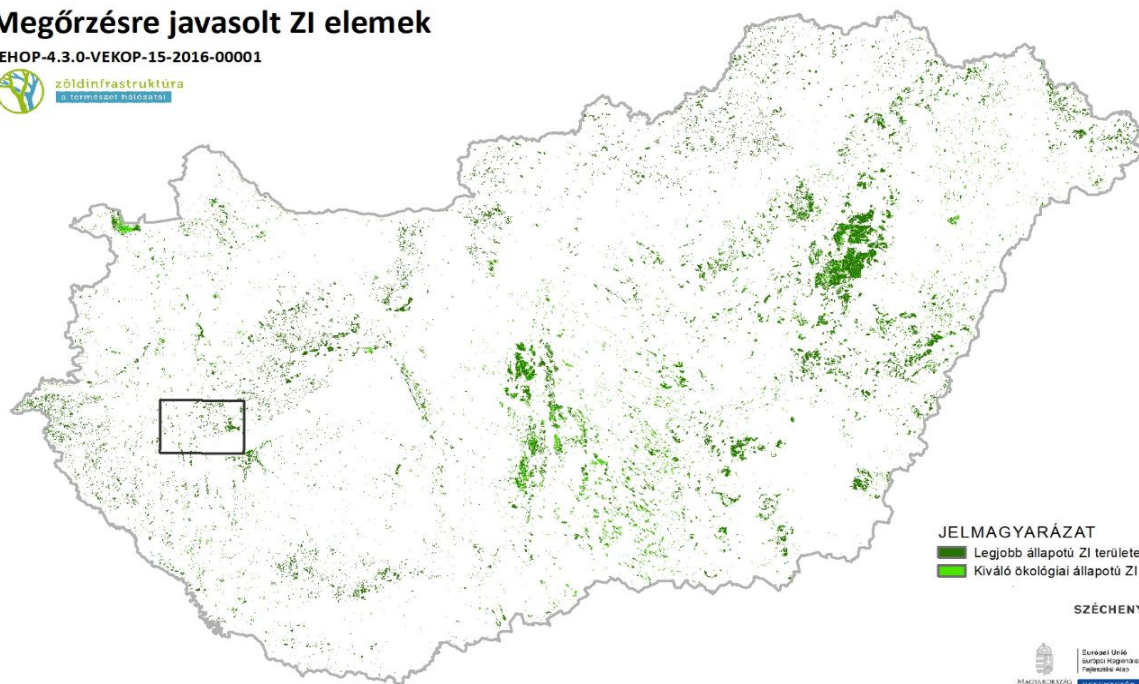 Megőrzésre javasolt ZI elemek
EHOP-4.3.0-VEKOP-15-2016-00001
zöldinfrastruktúra
a természet hálózatai
JELMAGYARÁZAT
Legjobb állapotú ZI területe
Kiváló ökológiai állapotú ZI
SZÉCHENY
Európai Unió
Európai Regionális
Fejlesztési Alap
MAGYARORSZÁG